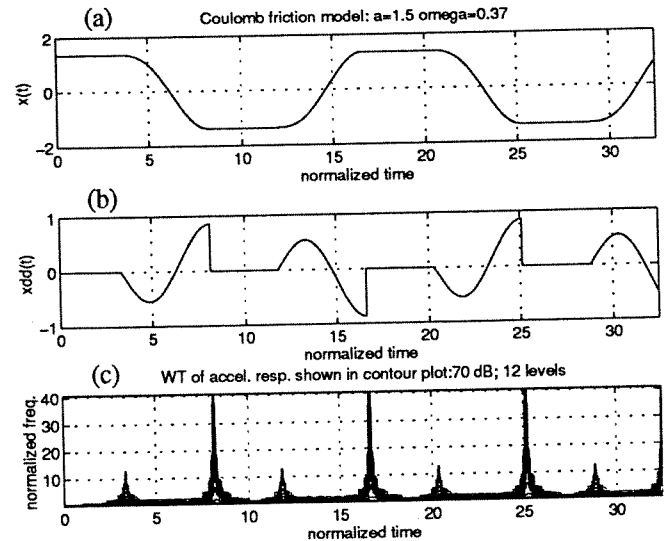 (a)
Coulomb friction model: a=1.5 omega=0.37
2
0
−2
x(t)
0 5 10 15 20 25 30
normalized time
(b)
1
0
−1
xdd(t)
0 5 10 15 20 25 30
normalized time
(c)
WT of accel. resp. shown in contour plot:70 dB; 12 levels
40
30
20
10
normalized freq.
0 5 10 15 20 25 30
normalized time